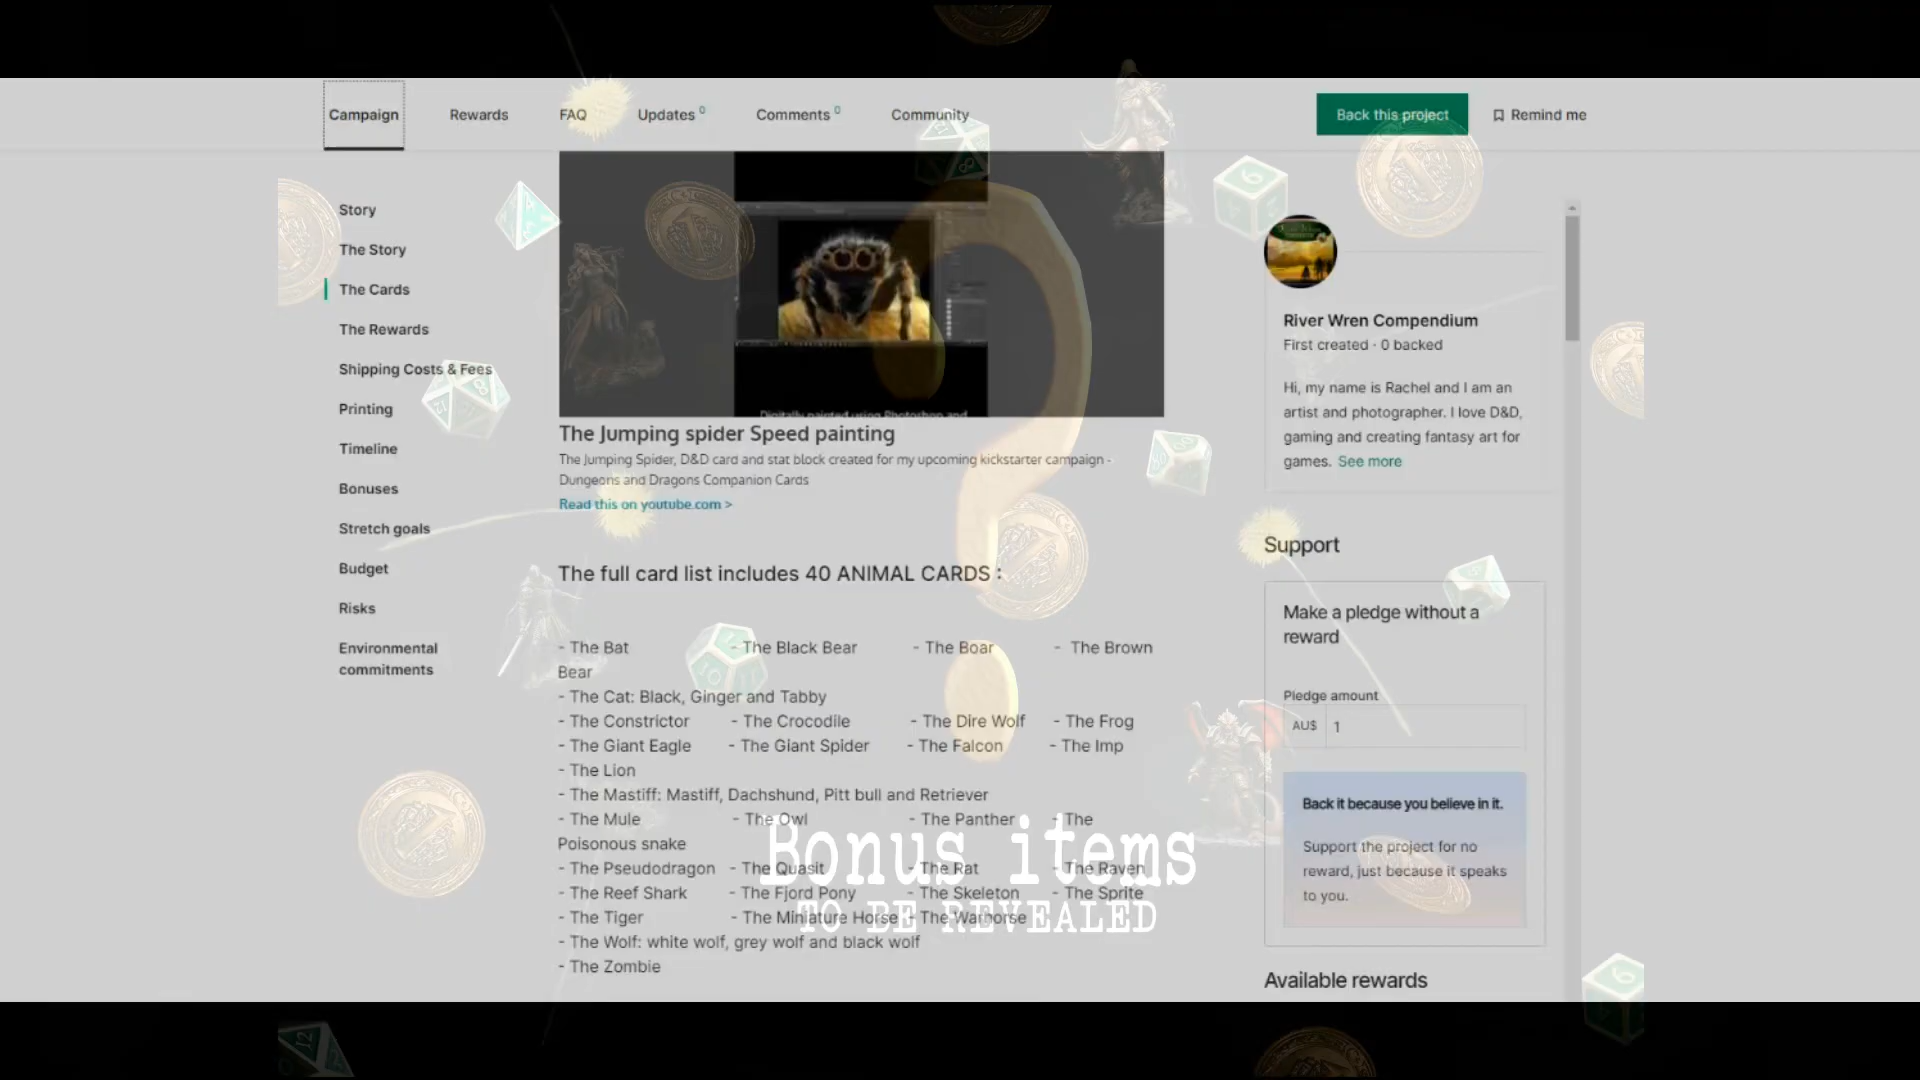 Campaign Rewards FAQ Updates 0 Comments 0 Community Back this project Remind me
Story
The Story
The Cards
The Rewards
Shipping Costs & Fees
Printing
Timeline
Bonuses
Stretch goals
Budget
Risks
Environmental
commitments
Digitally painted using Photoshop and
The Jumping spider Speed painting
The Jumping Spider, D&D card and stat block created for my upcoming kickstarter campaign -
Dungeons and Dragons Companion Cards
Read this on youtube.com >
The full card list includes 40 ANIMAL CARDS :
- The Bat - The Black Bear - The Boar - The Brown
Bear
- The Cat: Black, Ginger and Tabby
- The Constrictor - The Crocodile - The Dire Wolf - The Frog
- The Giant Eagle - The Giant Spider - The Falcon - The Imp
- The Lion
- The Mastiff: Mastiff, Dachshund, Pitt bull and Retriever
- The Mule - The Owl - The Panther - The
Poisonous snake
- The Pseudodragon - The Quasit - The Rat - The Raven
- The Reef Shark - The Fjord Pony - The Skeleton - The Sprite
- The Tiger - The Miniature Horse - The Warhorse
- The Wolf: white wolf, grey wolf and black wolf
- The Zombie
Bonus items
TO BE REVEALED
River Wren Compendium
First created · 0 backed
Hi, my name is Rachel and I am an
artist and photographer. I love D&D,
gaming and creating fantasy art for
games. See more
Support
Make a pledge without a
reward
Pledge amount
AU$ 1
Back it because you believe in it.
Support the project for no
reward, just because it speaks
to you.
Available rewards